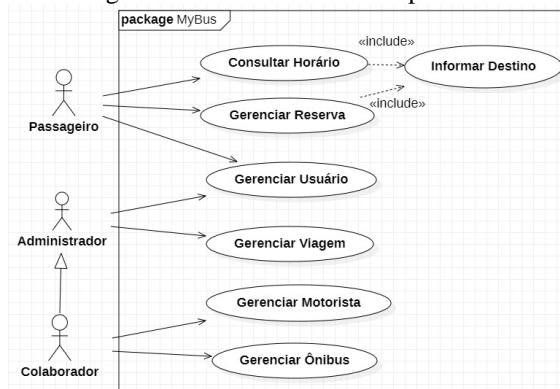 package MyBus
«include»
Consultar Horário
Informar Destino
«include»
Gerenciar Reserva
Passageiro
Gerenciar Usuário
Administrador
Gerenciar Viagem
Gerenciar Motorista
Gerenciar Ônibus
Colaborador